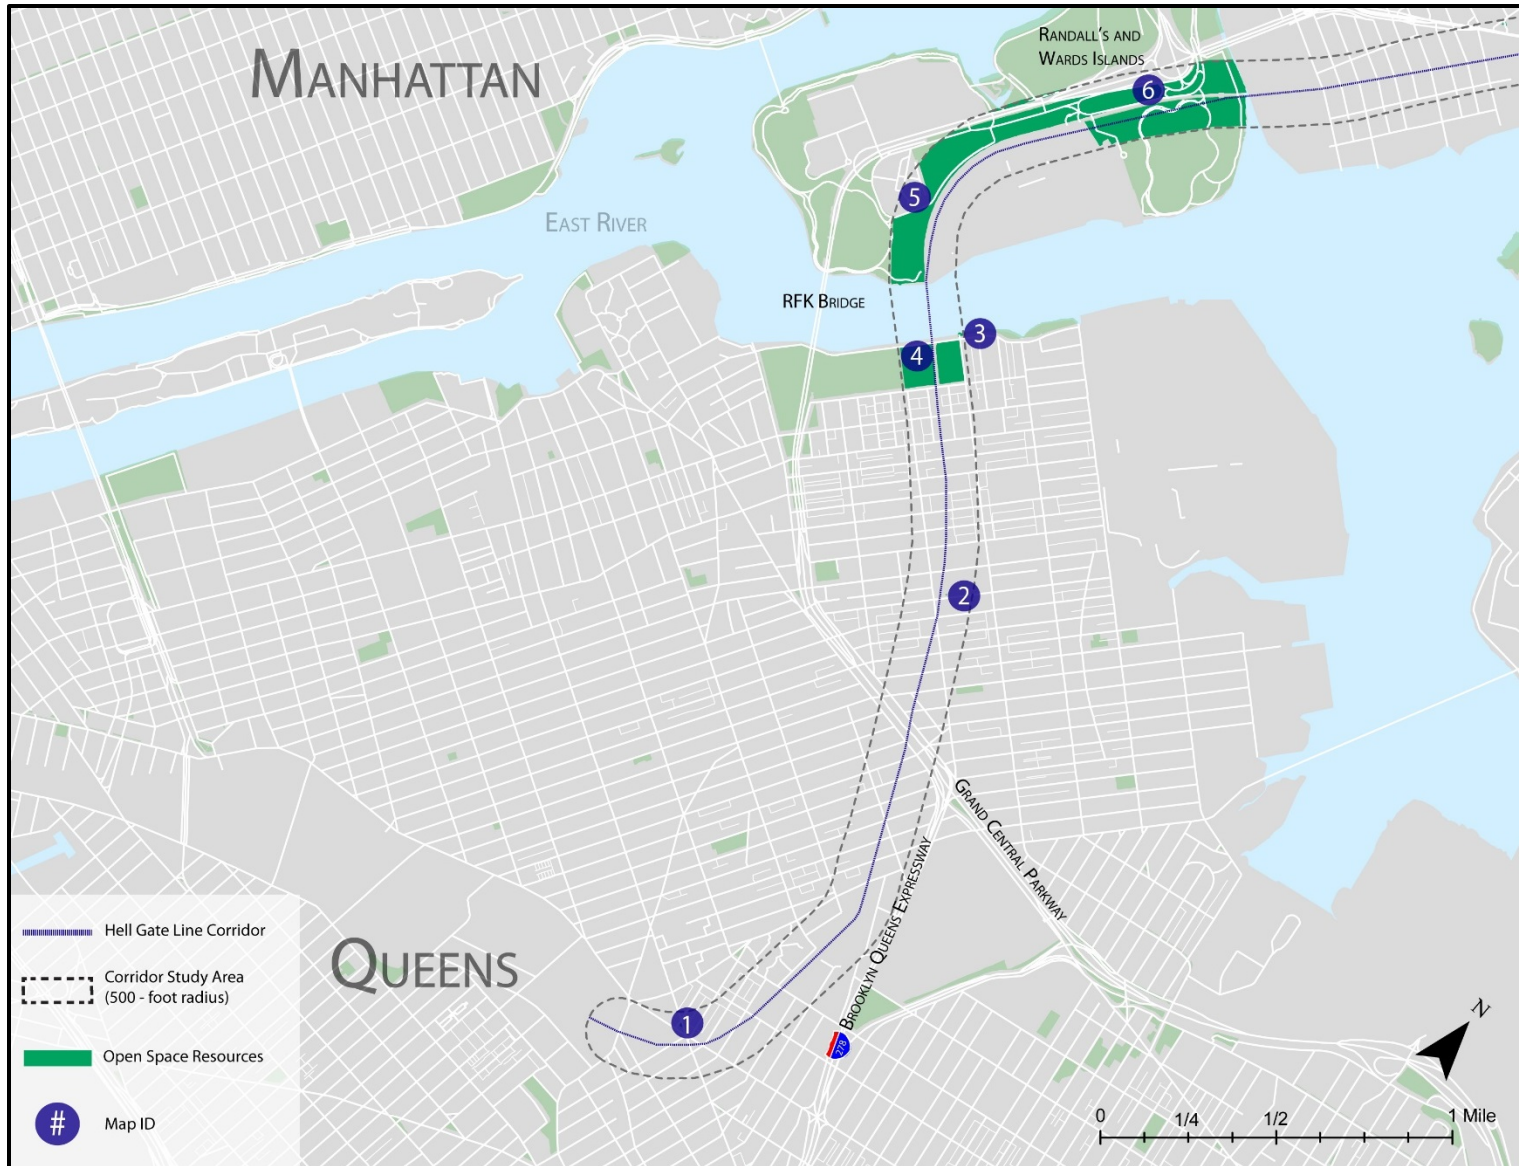 MANHATTAN
RANDALL'S AND
WARDS ISLANDS
6
5
EAST RIVER
RFK BRIDGE
3
4
2
GRAND CENTRAL PARKWAY
BROOKLYN QUEENS EXPRESSWAY
278
QUEENS
1
Hell Gate Line Corridor
Corridor Study Area
(500 - foot radius)
Open Space Resources
# Map ID
N
0 1/4 1/2 1 Mile